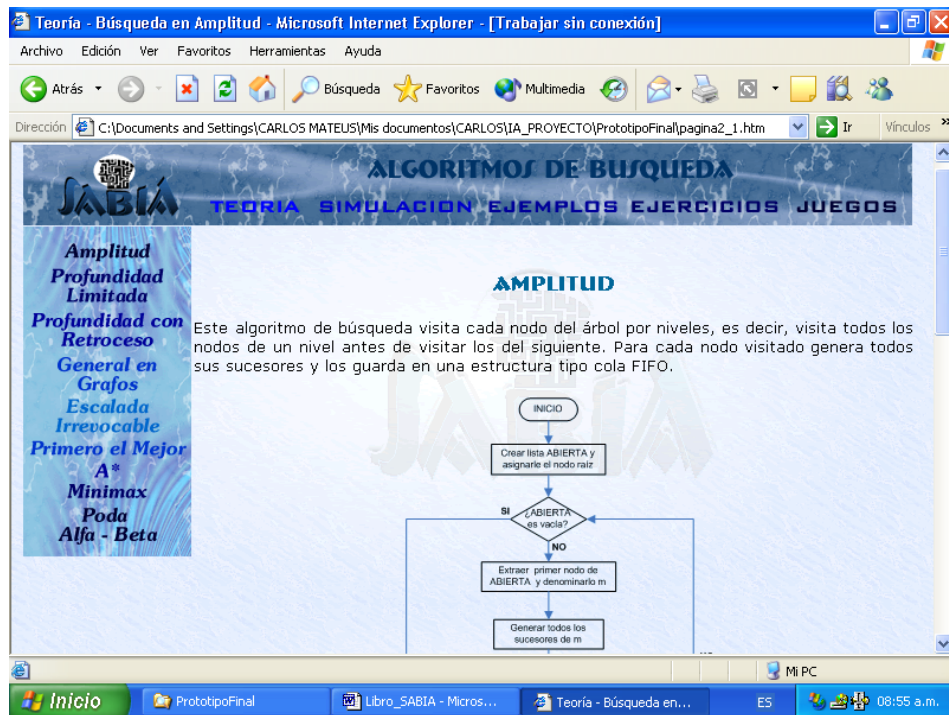 Teoría - Búsqueda en Amplitud - Microsoft Internet Explorer - [Trabajar sin conexión]
Archivo Edición Ver Favoritos Herramientas Ayuda
Atrás Búsqueda Favoritos Multimedia
Dirección C:\Documents and Settings\CARLOS MATEUS\Mis documentos\CARLOS\IA_PROYECTO\PrototipoFinal\pagina2_1.htm Ir Vínculos »
SABIÁ
ALGORITMOS DE BUSQUEDA
TEORIA SIMULACION EJEMPLOS EJERCICIOS JUEGOS
Amplitud
Profundidad
Limitada
Profundidad con
Retroceso
General en
Grafos
Escalada
Irrevocable
Primero el Mejor
A*
Minimax
Poda
Alfa - Beta
AMPLITUD
Este algoritmo de búsqueda visita cada nodo del árbol por niveles, es decir, visita todos los
nodos de un nivel antes de visitar los del siguiente. Para cada nodo visitado genera todos
sus sucesores y los guarda en una estructura tipo cola FIFO.
SABIÁ
INICIO
Crear lista ABIERTA y
asignarle el nodo raíz
SI
¿ABIERTA
es vacía?
NO
Extraer primer nodo de
ABIERTA y denominarlo m
Generar todos los
sucesores de m
Mi PC
Inicio PrototipoFinal Libro_SABIA - Micros... Teoría - Búsqueda en... ES 08:55 a.m.